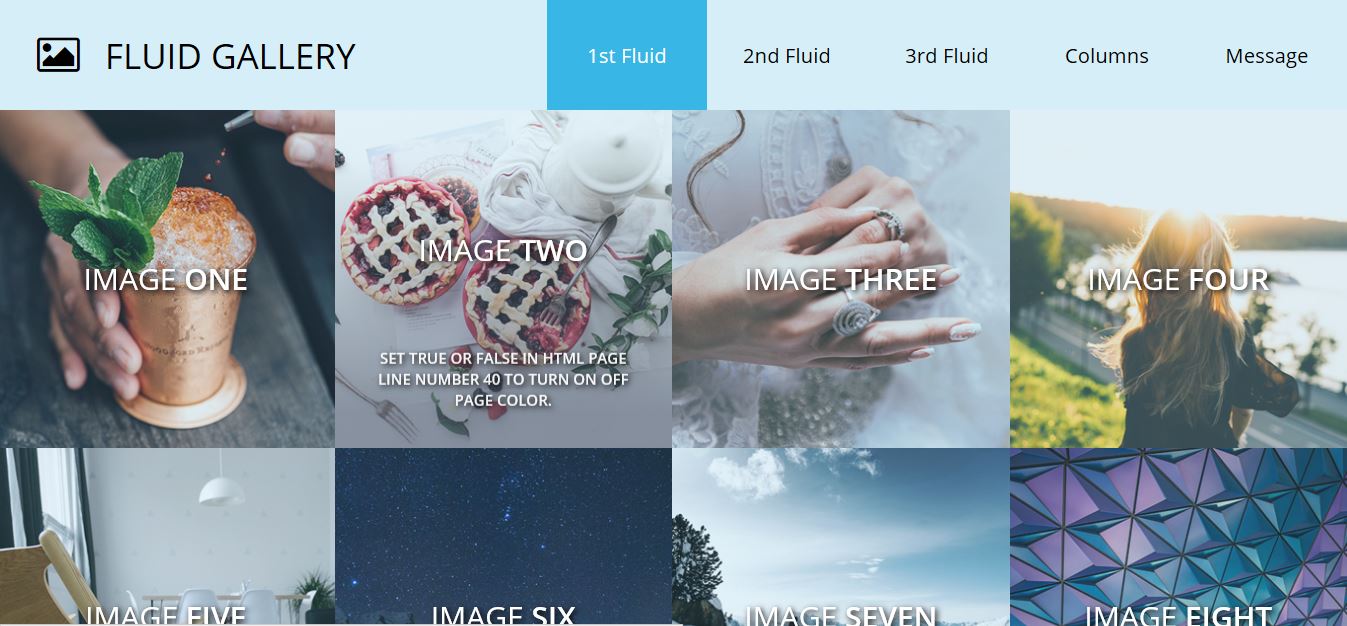 FLUID GALLERY
1st Fluid
2nd Fluid
3rd Fluid
Columns
Message
IMAGE ONE
IMAGE TWO
SET TRUE OR FALSE IN HTML PAGE
LINE NUMBER 40 TO TURN ON OFF
PAGE COLOR.
IMAGE THREE
IMAGE FOUR
IMAGE FIVE
IMAGE SIX
IMAGE SEVEN
IMAGE EIGHT